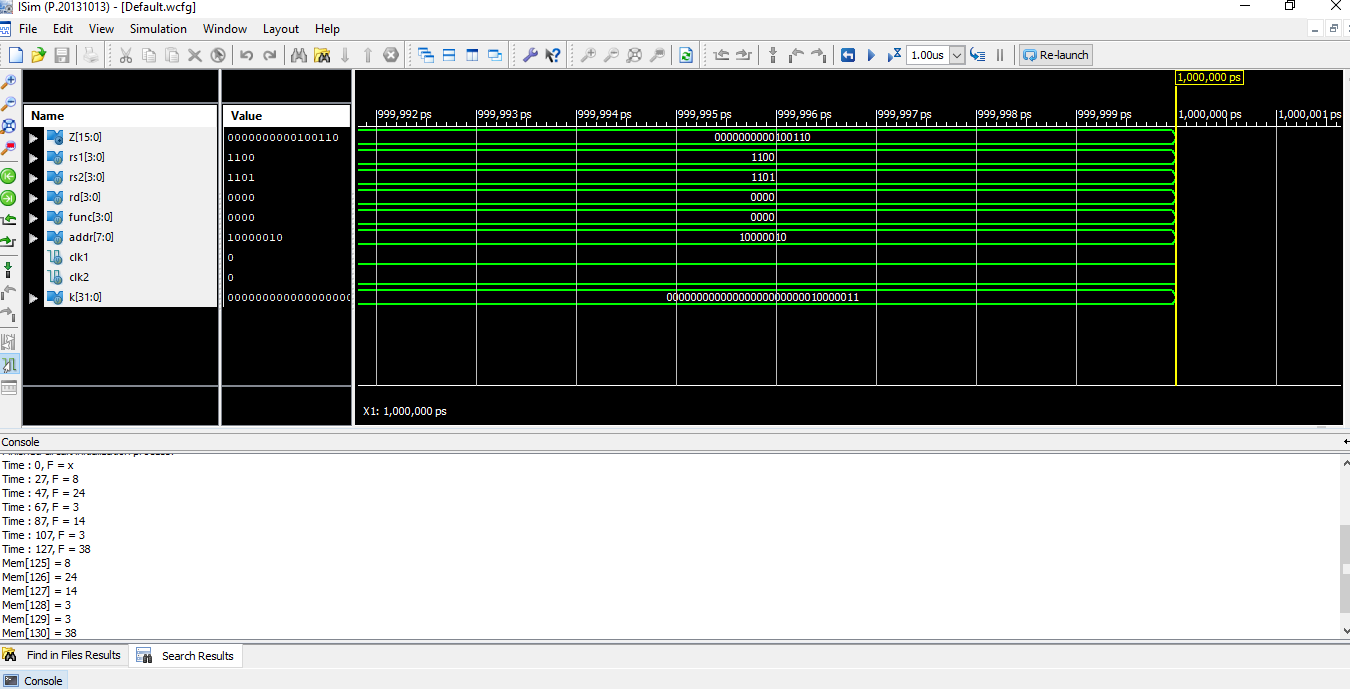 ISim (P.20131013) - [Default.wcfg]
File Edit View Simulation Window Layout Help
1.00us Re-launch
1,000,000 ps
999,992 ps 999,993 ps 999,994 ps 999,995 ps 999,996 ps 999,997 ps 999,998 ps 999,999 ps 1,000,000 ps 1,000,001 ps
Name Value
Z[15:0] 0000000000100110 0000000000100110
rs1[3:0] 1100 1100
rs2[3:0] 1101 1101
rd[3:0] 0000 0000
func[3:0] 0000 0000
addr[7:0] 10000010 10000010
clk1 0
clk2 0
k[31:0] 000000000000000000 00000000000000000000000010000011
X1: 1,000,000 ps
Console
Time : 0, F = x
Time : 27, F = 8
Time : 47, F = 24
Time : 67, F = 3
Time : 87, F = 14
Time : 107, F = 3
Time : 127, F = 38
Mem[125] = 8
Mem[126] = 24
Mem[127] = 14
Mem[128] = 3
Mem[129] = 3
Mem[130] = 38
Find in Files Results Search Results
Console